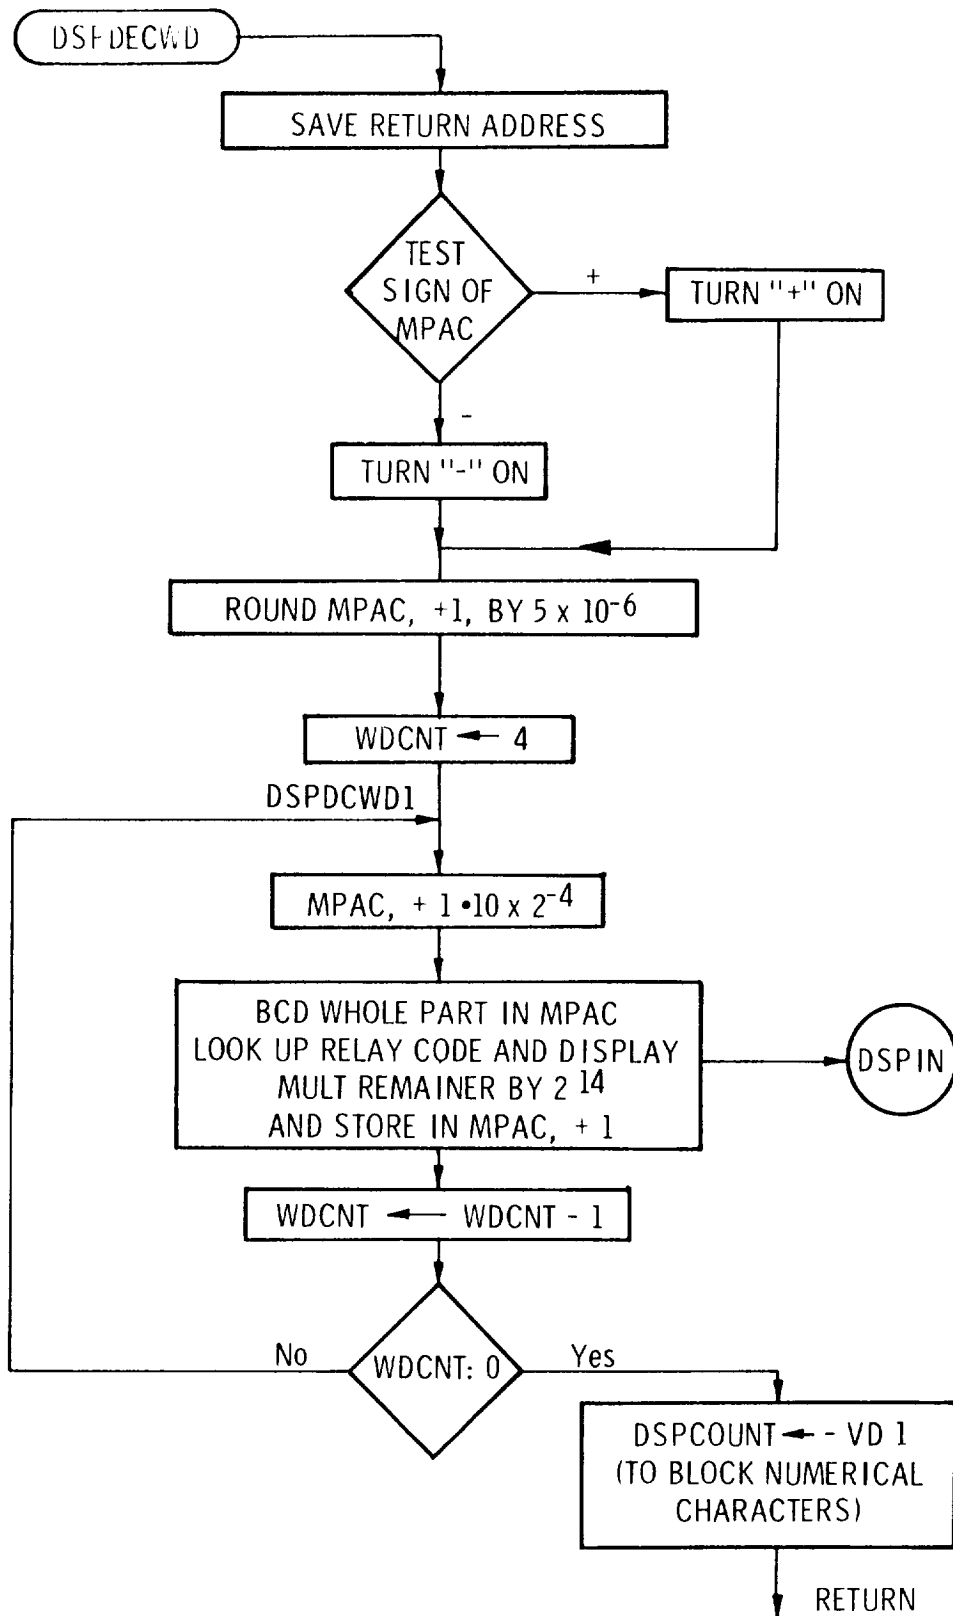 DSPDECWD
SAVE RETURN ADDRESS
TEST
SIGN OF
MPAC
+
TURN "+" ON
-
TURN "-" ON
ROUND MPAC, +1, BY 5 x 10⁻⁶
WDCNT ← 4
DSPDCWD1
MPAC, + 1 • 10 x 2⁻⁴
BCD WHOLE PART IN MPAC
LOOK UP RELAY CODE AND DISPLAY
MULT REMAINER BY 2¹⁴
AND STORE IN MPAC, + 1
DSPIN
WDCNT ← WDCNT - 1
No
WDCNT: 0
Yes
DSPCOUNT ← - VD 1
(TO BLOCK NUMERICAL
CHARACTERS)
RETURN